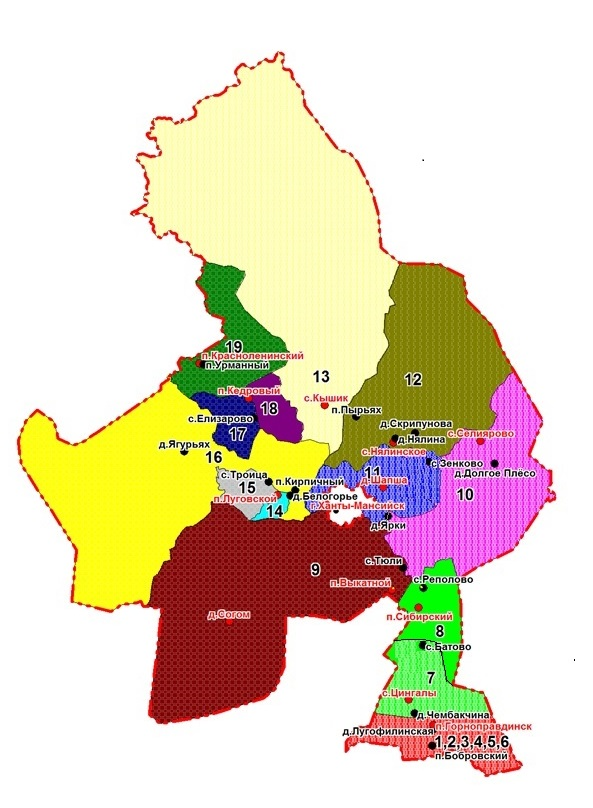 19
п.Красноленинский
п.Урманный
13
12
п.Кедровый
с.Кышик
18
п.Пырьях
с.Елизарово
17
д.Скрипунова
д.Нялина
с.Селиярово
д.Ягурьях
16
с.Нялинское
с.Зенково
11
д.Долгое Плёсо
с.Троица
п.Кирпичный
д.Шапша
15
п.Луговской
д.Белогорье
10
г.Ханты-Мансийск
14
д.Ярки
с.Тюли
9
п.Выкатной
с.Реполово
д.Согом
п.Сибирский
8
с.Батово
7
с.Цингалы
д.Чембакчина
п.Горноправдинск
д.Лугофилинская
1,2,3,4,5,6
п.Бобровский